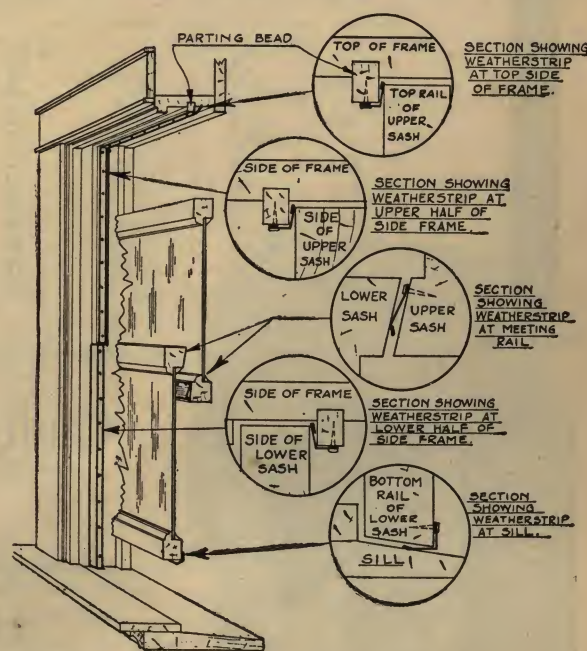 PARTING BEAD
TOP OF FRAME
TOP RAIL
OF
UPPER
SASH
SECTION SHOWING
WEATHERSTRIP
AT TOP SIDE
OF FRAME.
SIDE OF FRAME
SIDE
OF
UPPER
SASH
SECTION SHOWING
WEATHERSTRIP AT
UPPER HALF OF
SIDE FRAME.
LOWER
SASH
UPPER
SASH
SECTION
SHOWING
WEATHERSTRIP
AT MEETING
RAIL
SIDE OF FRAME
SIDE OF
LOWER
SASH
SECTION SHOWING
WEATHERSTRIP AT
LOWER HALF OF
SIDE FRAME.
BOTTOM
RAIL
OF
LOWER
SASH
SILL
SECTION
SHOWING
WEATHERSTRIP
AT SILL.